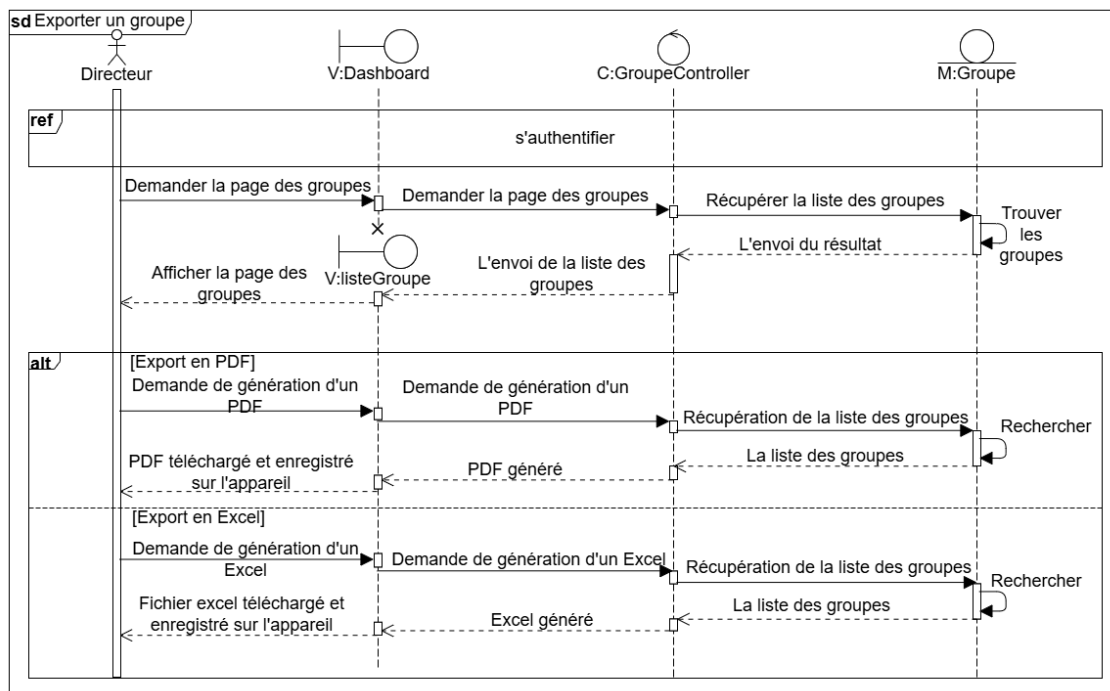 sd Exporter un groupe
Directeur
V:Dashboard
C:GroupeController
M:Groupe
ref
s'authentifier
Demander la page des groupes
Demander la page des groupes
Récupérer la liste des groupes
Trouver
les
groupes
L'envoi du résultat
V:listeGroupe
L'envoi de la liste des
groupes
Afficher la page des
groupes
alt
[Export en PDF]
Demande de génération d'un
PDF
Demande de génération d'un
PDF
Récupération de la liste des groupes
Rechercher
La liste des groupes
PDF généré
PDF téléchargé et enregistré
sur l'appareil
[Export en Excel]
Demande de génération d'un
Excel
Demande de génération d'un Excel
Récupération de la liste des groupes
Rechercher
La liste des groupes
Excel généré
Fichier excel téléchargé et
enregistré sur l'appareil